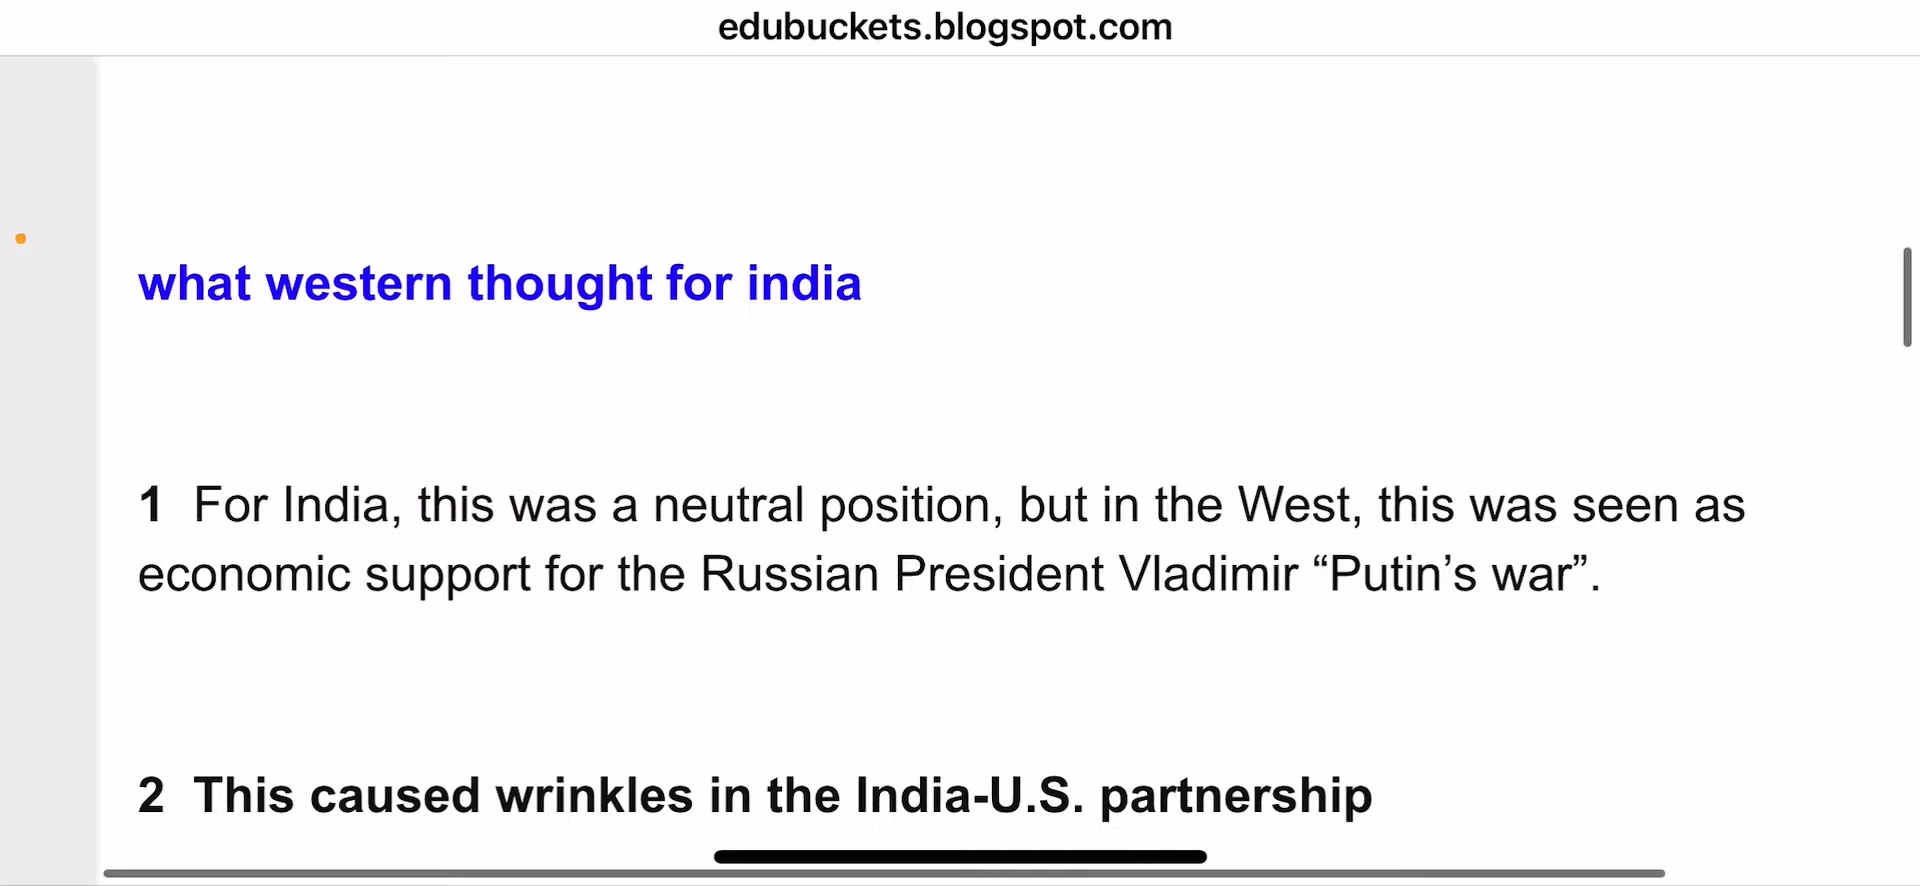 edubuckets.blogspot.com
what western thought for india
1 For India, this was a neutral position, but in the West, this was seen as
economic support for the Russian President Vladimir “Putin’s war”.
2 This caused wrinkles in the India-U.S. partnership